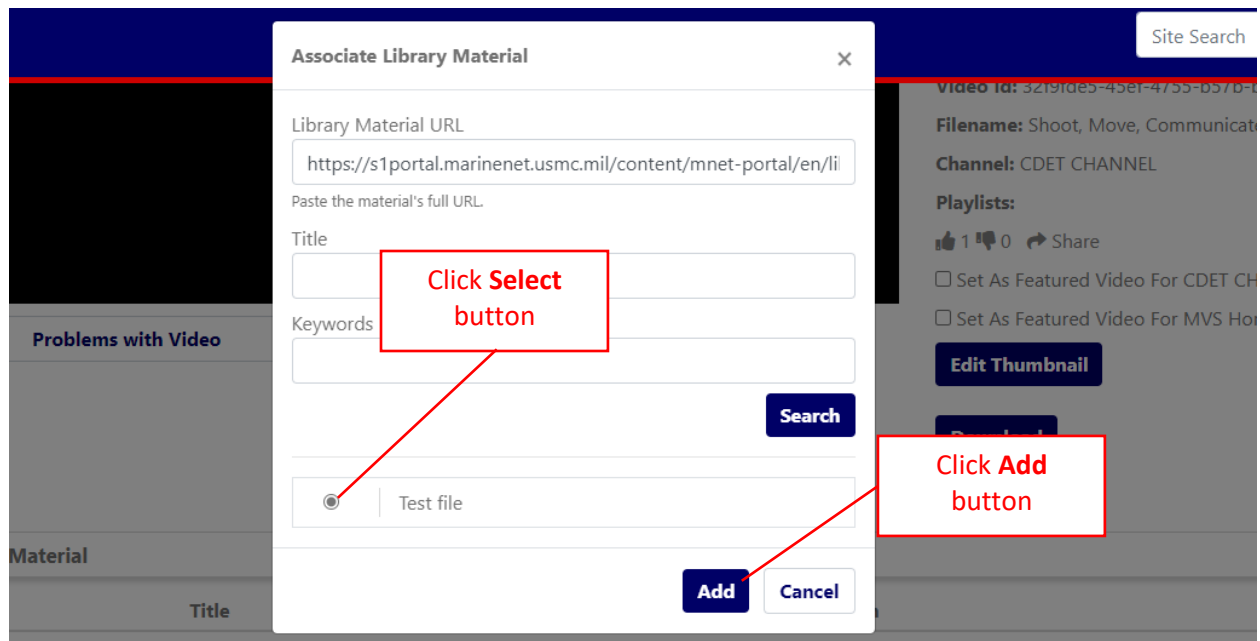 Site Search
Associate Library Material
×
Library Material URL
https://s1portal.marinenet.usmc.mil/content/mnet-portal/en/li
Paste the material's full URL.
Title
Click Select
button
Keywords
Search
Test file
Add
Cancel
Click Add
button
Filename: Shoot, Move, Communicat
Channel: CDET CHANNEL
Playlists:
1 0 Share
Set As Featured Video For CDET CH
Set As Featured Video For MVS Ho
Edit Thumbnail
Problems with Video
Material
Title